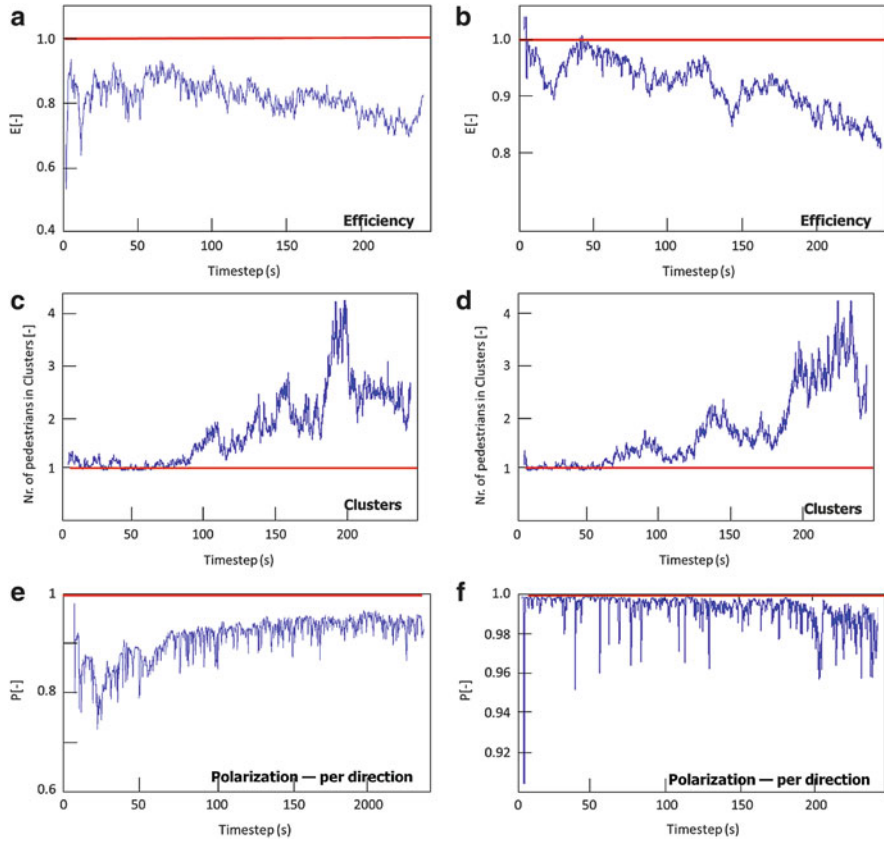 a
1.0
0.8
0.6
0.4
E[-]
Efficiency
0
50
100
150
200
Timestep (s)
b
1.0
0.9
0.8
E[-]
Efficiency
0
50
100
150
200
Timestep (s)
c
4
3
2
1
0
Nr. of pedestrians in Clusters [-]
Clusters
0
50
100
150
200
Timestep (s)
d
4
3
2
1
0
Nr. of pedestrians in Clusters [-]
Clusters
0
50
100
150
200
Timestep (s)
e
1
0.8
0.6
P[-]
Polarization — per direction
0
50
100
150
2000
Timestep (s)
f
1.0
0.98
0.96
0.94
0.92
P[-]
Polarization — per direction
0
50
100
150
200
Timestep (s)